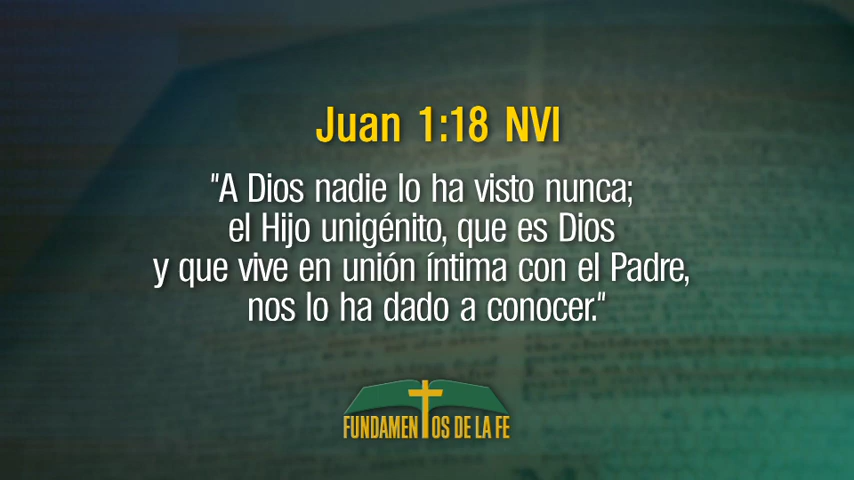 Juan 1:18 NVI
"A Dios nadie lo ha visto nunca;
el Hijo unigénito, que es Dios
y que vive en unión íntima con el Padre,
nos lo ha dado a conocer."
FUNDAMENTOS DE LA FE